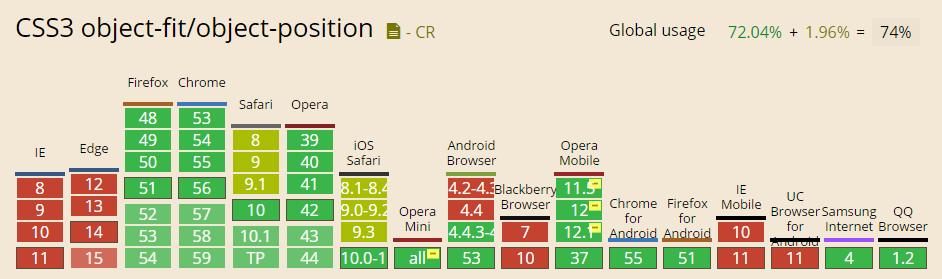 CSS3 object-fit/object-position - CR
Global usage 72.04% + 1.96% = 74%
IE
8
9
10
11
Edge
12
13
14
15
Firefox
48
49
50
51
52
53
54
Chrome
53
54
55
56
57
58
59
Safari
8
9
9.1
10
10.1
TP
Opera
39
40
41
42
43
44
iOS
Safari
8.1-8.4
9.0-9.2
9.3
10.0-1
Opera
Mini
all
Android
Browser
4.2-4.3
4.4
4.4.3-4
53
Blackberry
Browser
7
10
Opera
Mobile
11.5
12
12.1
37
Chrome
for
Android
55
Firefox
for
Android
51
IE
Mobile
10
11
UC
Browser
for
Android
11
Samsung
Internet
4
QQ
Browser
1.2